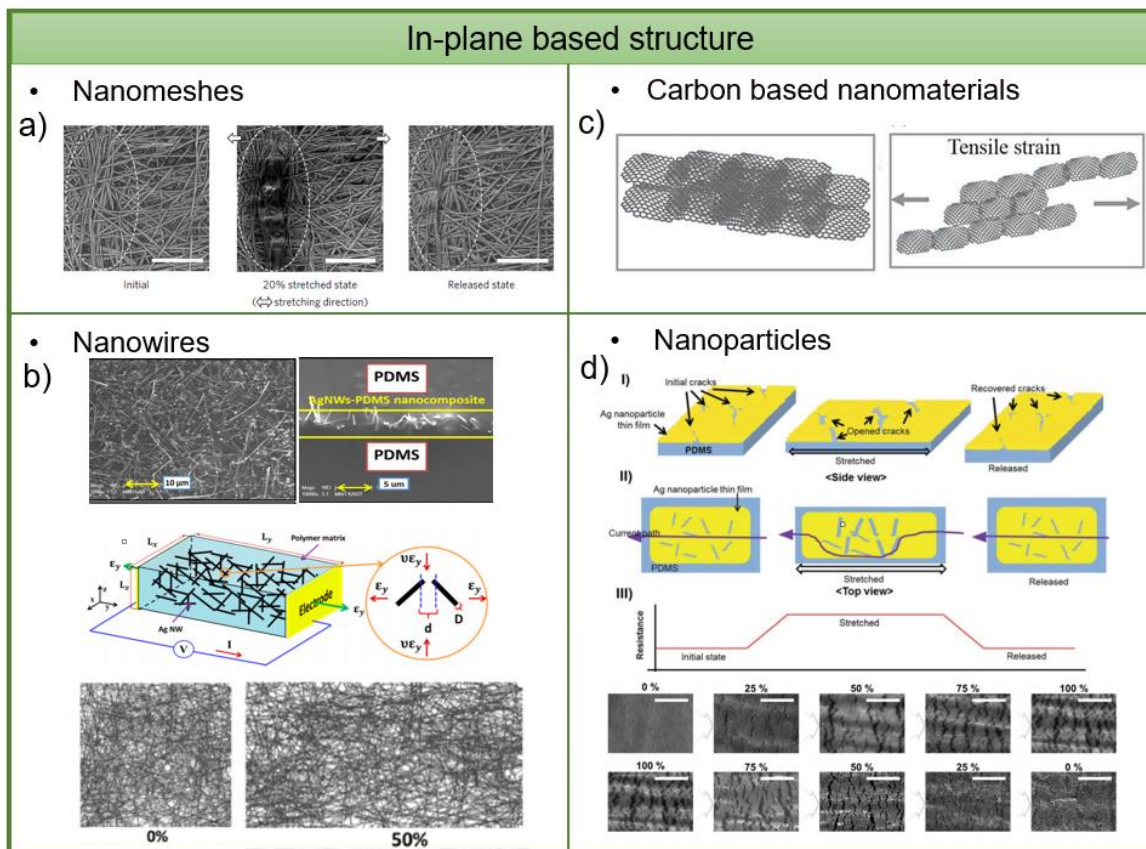 In-plane based structure
• Nanomeshes
a)
Initial
20% stretched state
(⇔ stretching direction)
Released state
• Carbon based nanomaterials
c)
Tensile strain
• Nanowires
b)
10 µm
PDMS
AgNWs-PDMS nanocomposite
PDMS
5 um
Lx
Ly
Polymer matrix
εy
Lz
z
x
y
Ag NW
Electrode
εy
V
I
υεy
εy
εy
D
d
υεy
0%
50%
• Nanoparticles
d)
I)
Initial cracks
Recovered cracks
Ag nanoparticle
thin film
Opened cracks
PDMS
Stretched
Released
<Side view>
II)
Ag nanoparticle thin film
Current path
PDMS
Stretched
Released
<Top view>
III)
Resistance
Initial state
Stretched
Released
0 %
25 %
50 %
75 %
100 %
100 %
75 %
50 %
25 %
0 %